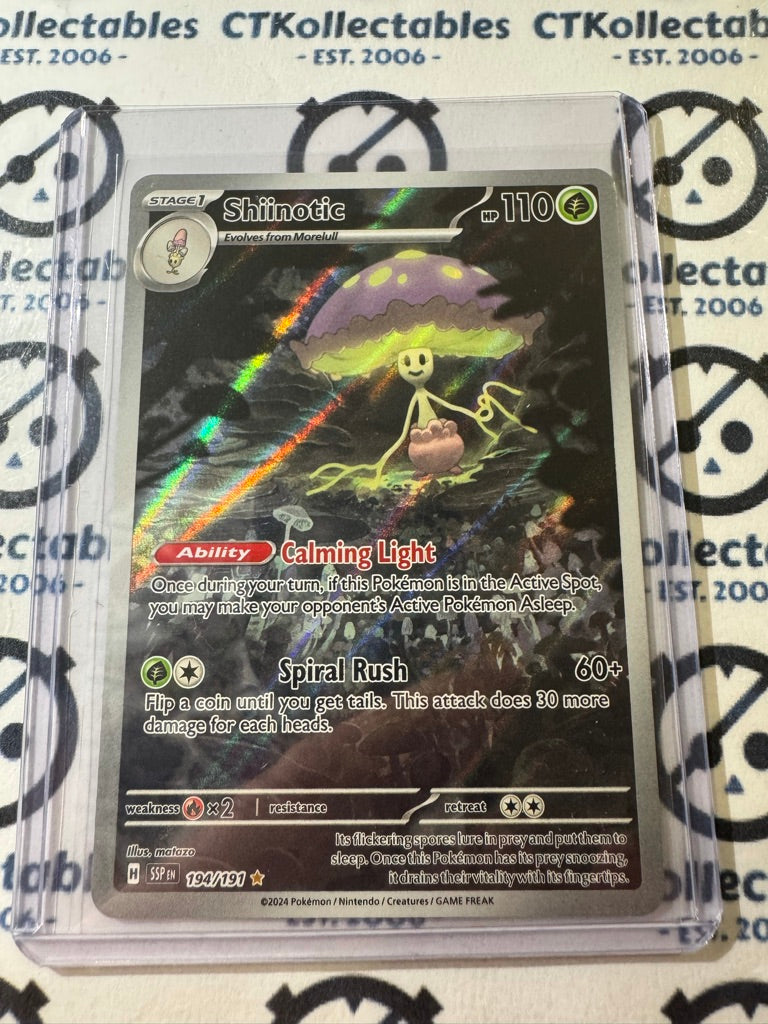 CTKollectables CTKollectables CTKollectables
- EST. 2006 - - EST. 2006 - - EST. 2006 -
STAGE 1
Shiinotic
HP 110
Evolves from Morelull
Ability Calming Light
Once during your turn, if this Pokémon is in the Active Spot,
you may make your opponent's Active Pokémon Asleep.
Spiral Rush 60+
Flip a coin until you get tails. This attack does 30 more
damage for each heads.
weakness ×2 resistance retreat
Its flickering spores lure in prey and put them to
sleep. Once this Pokémon has its prey snoozing,
it drains their vitality with its fingertips.
Illus. matazo
H SSP EN 194/191
©2024 Pokémon / Nintendo / Creatures / GAME FREAK